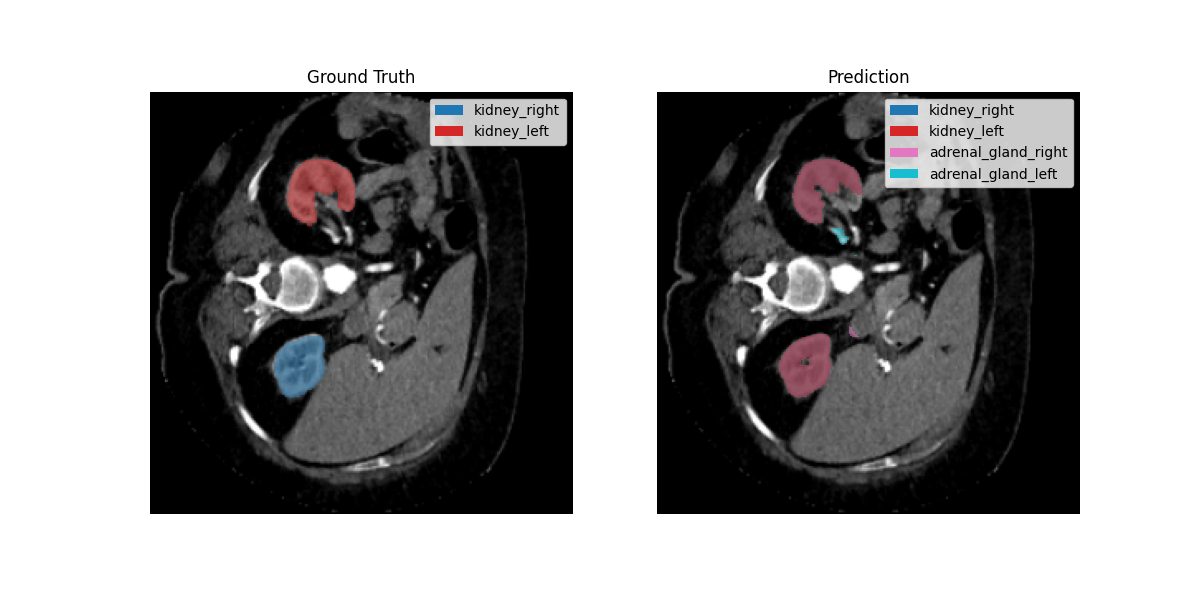 Ground Truth
kidney_right
kidney_left
Prediction
kidney_right
kidney_left
adrenal_gland_right
adrenal_gland_left